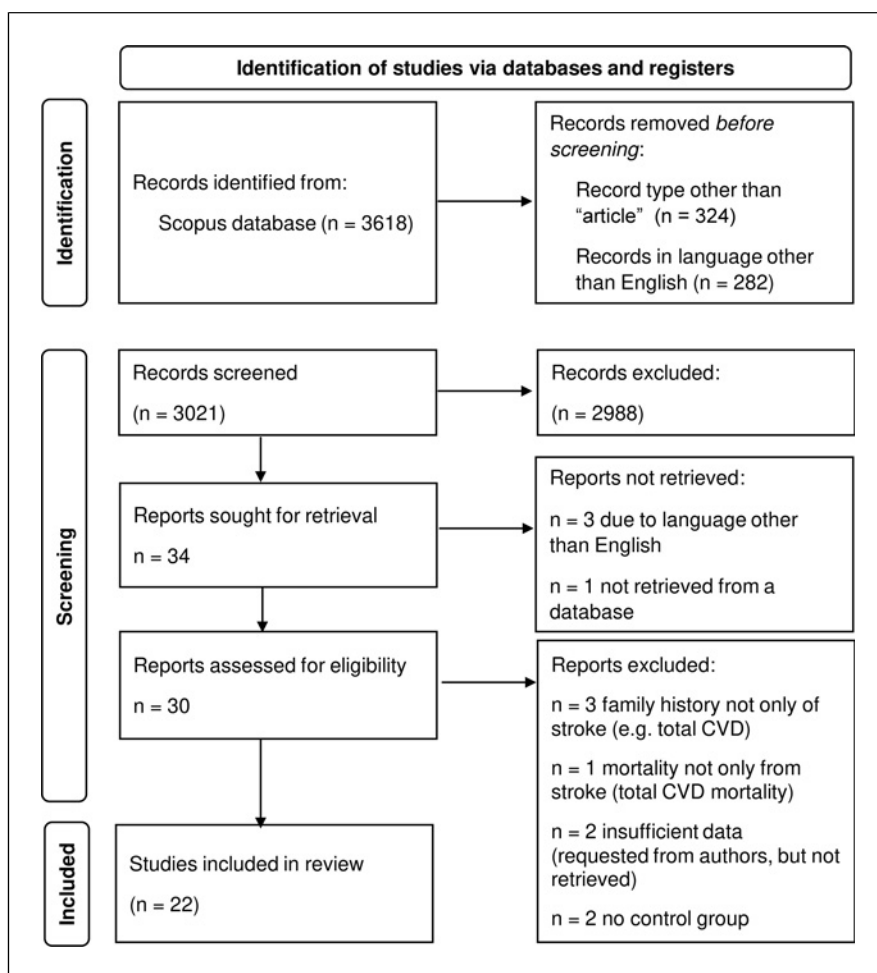 Identification of studies via databases and registers
Identification
Records identified from:
Scopus database (n = 3618)
Records removed before
screening:
Record type other than
“article” (n = 324)
Records in language other
than English (n = 282)
Screening
Records screened
(n = 3021)
Records excluded:
(n = 2988)
Reports sought for retrieval
n = 34
Reports not retrieved:
n = 3 due to language other
than English
n = 1 not retrieved from a
database
Reports assessed for eligibility
n = 30
Reports excluded:
n = 3 family history not only of
stroke (e.g. total CVD)
n = 1 mortality not only from
stroke (total CVD mortality)
n = 2 insufficient data
(requested from authors, but not
retrieved)
n = 2 no control group
Included
Studies included in review
(n = 22)